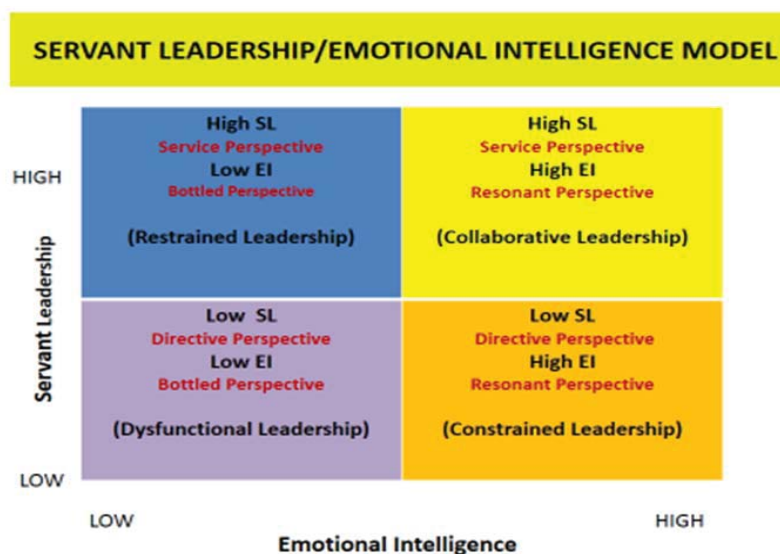 SERVANT LEADERSHIP/EMOTIONAL INTELLIGENCE MODEL
High SL
Service Perspective
Low EI
Bottled Perspective
(Restrained Leadership)
High SL
Service Perspective
High EI
Resonant Perspective
(Collaborative Leadership)
HIGH
Servant Leadership
Low SL
Directive Perspective
Low EI
Bottled Perspective
(Dysfunctional Leadership)
Low SL
Directive Perspective
High EI
Resonant Perspective
(Constrained Leadership)
LOW
LOW
HIGH
Emotional Intelligence